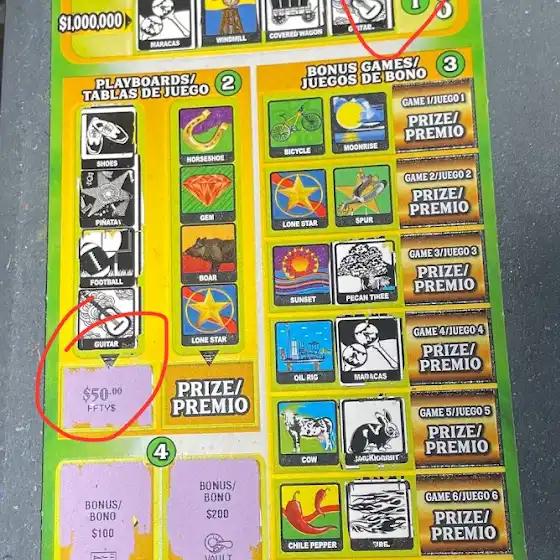 $1,000,000
MARACAS
WINDMILL
COVERED WAGON
GUITAR
1
PLAYBOARDS/
TABLAS DE JUEGO
2
SHOES
HORSESHOE
PIÑATA
GEM
FOOTBALL
BOAR
GUITAR
LONE STAR
$50.00
FFTY$
PRIZE/
PREMIO
BONUS GAMES/
JUEGOS DE BONO
3
BICYCLE
MOONRISE
GAME 1/JUEGO 1
PRIZE/
PREMIO
LONE STAR
SPUR
GAME 2/JUEGO 2
PRIZE/
PREMIO
SUNSET
PECAN TREE
GAME 3/JUEGO 3
PRIZE/
PREMIO
OIL RIG
MARACAS
GAME 4/JUEGO 4
PRIZE/
PREMIO
COW
JACKRABBIT
GAME 5/JUEGO 5
PRIZE/
PREMIO
CHILE PEPPER
GAME 6/JUEGO 6
PRIZE/
PREMIO
4
BONUS/
BONO
$100
BONUS/
BONO
$200
VAULT